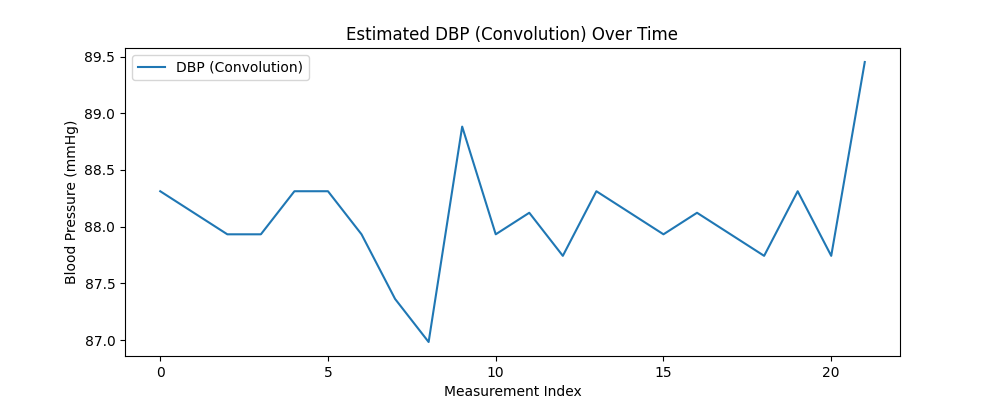 Estimated DBP (Convolution) Over Time
DBP (Convolution)
Blood Pressure (mmHg)
89.5
89.0
88.5
88.0
87.5
87.0
0 5 10 15 20
Measurement Index